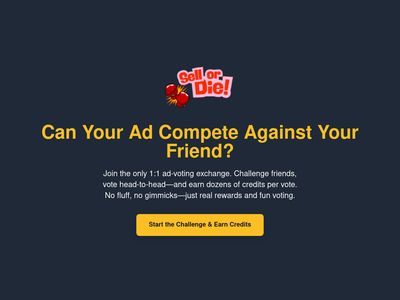 Sell or
Die!
Can Your Ad Compete Against Your
Friend?
Join the only 1:1 ad-voting exchange. Challenge friends,
vote head-to-head—and earn dozens of credits per vote.
No fluff, no gimmicks—just real rewards and fun voting.
Start the Challenge & Earn Credits